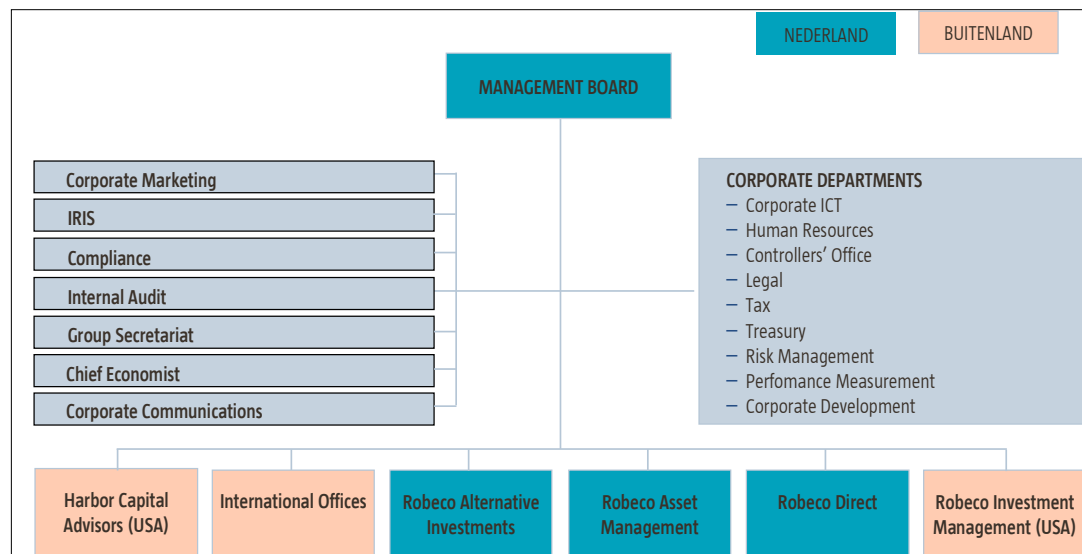 NEDERLAND
BUITENLAND
MANAGEMENT BOARD
Corporate Marketing
IRIS
Compliance
Internal Audit
Group Secretariat
Chief Economist
Corporate Communications
CORPORATE DEPARTMENTS
– Corporate ICT
– Human Resources
– Controllers' Office
– Legal
– Tax
– Treasury
– Risk Management
– Perfomance Measurement
– Corporate Development
Harbor Capital
Advisors (USA)
International Offices
Robeco Alternative
Investments
Robeco Asset
Management
Robeco Direct
Robeco Investment
Management (USA)